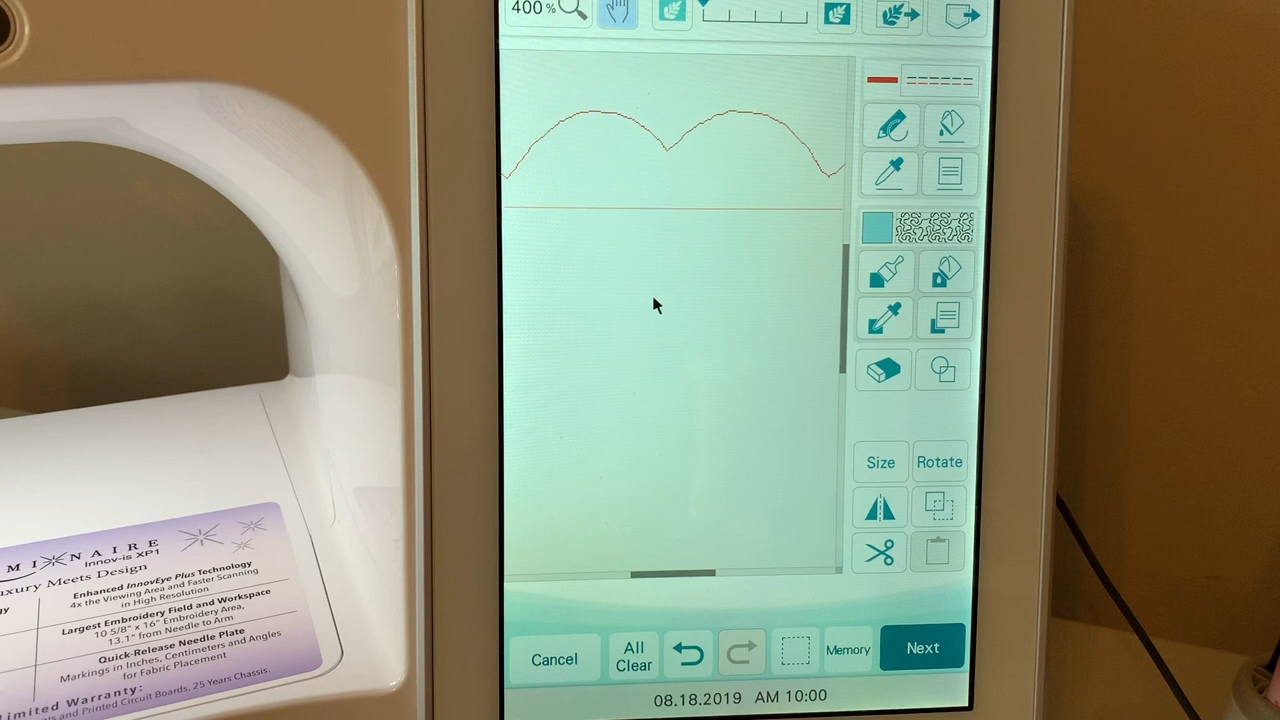 400 %
Size
Rotate
Cancel
All
Clear
Memory
Next
08.18.2019 AM 10:00
MINAIRE
Innov-is XP1
Meets Design
Enhanced InnovEye Plus Technology
4x the Viewing Area and Faster Scanning
in High Resolution
Largest Embroidery Field and Workspace
10 5/8" × 16" Embroidery Area,
13.1" from Needle to Arm
Quick-Release Needle Plate
Markings in Inches, Centimeters and Angles
for Fabric Placement
Warranty:
and Printed Circuit Boards, 25 Years Chassis.